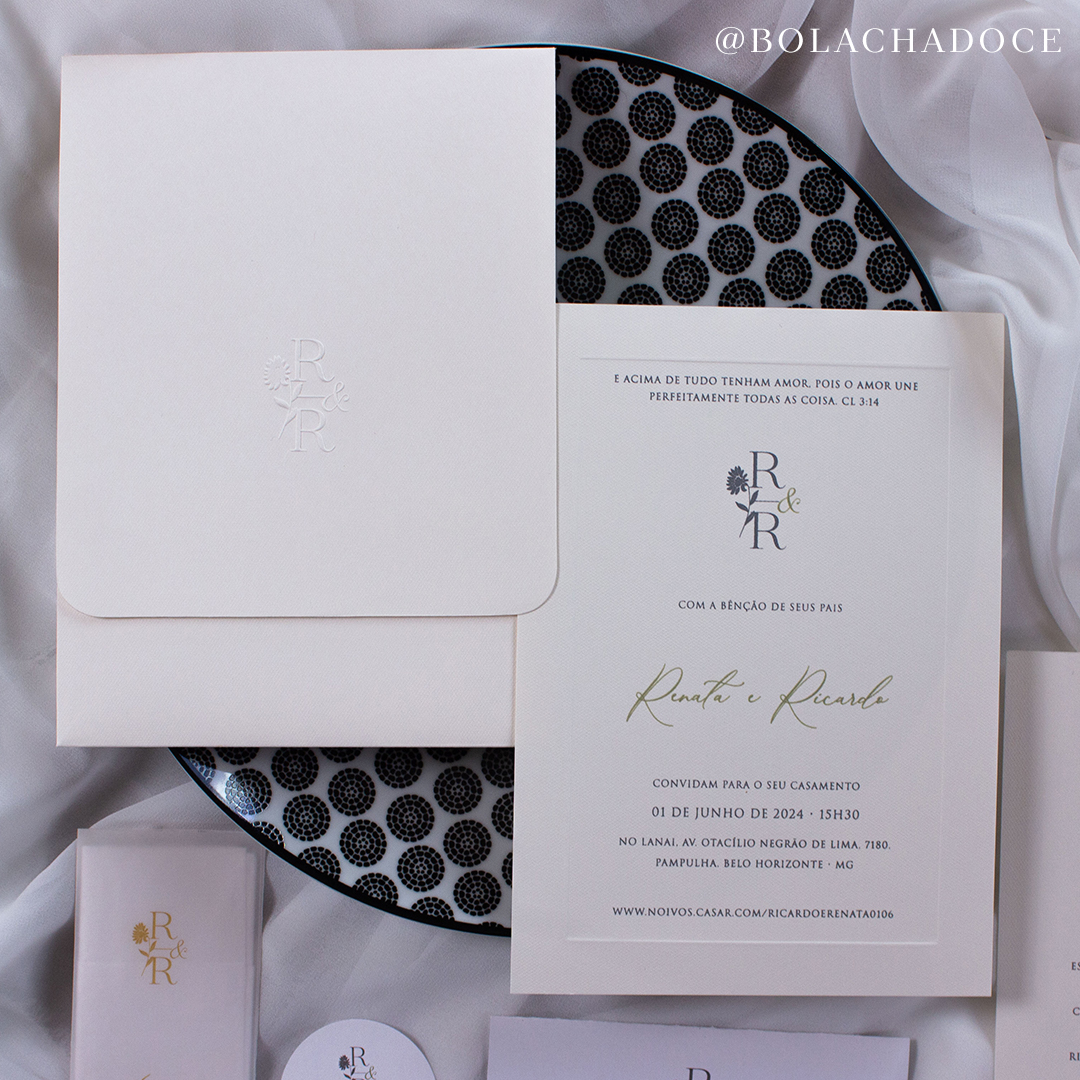 @BOLACHADOCE
R
&
R
E ACIMA DE TUDO TENHAM AMOR, POIS O AMOR UNE
PERFEITAMENTE TODAS AS COISA. CL 3:14
R
&
R
COM A BÊNÇÃO DE SEUS PAIS
Renata e Ricardo
CONVIDAM PARA O SEU CASAMENTO
01 DE JUNHO DE 2024 · 15H30
NO LANAI, AV. OTACÍLIO NEGRÃO DE LIMA, 7180,
PAMPULHA, BELO HORIZONTE · MG
WWW.NOIVOS.CASAR.COM/RICARDOERENATA0106
R
&
R
R
&
R